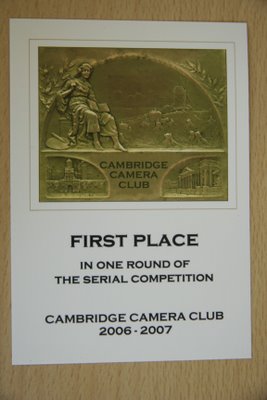 CAMBRIDGE
CAMERA
CLUB
FIRST PLACE
IN ONE ROUND OF
THE SERIAL COMPETITION
CAMBRIDGE CAMERA CLUB
2006 - 2007